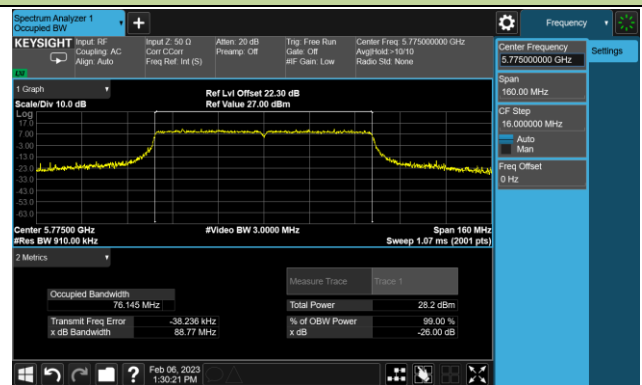 Spectrum Analyzer 1
Occupied BW
Frequency
KEYSIGHT
Input: RF
Coupling: AC
Align: Auto
Input Z: 50 Ω
Corr CCorr
Freq Ref: Int (S)
Atten: 20 dB
Preamp: Off
Trig: Free Run
Gate: Off
#IF Gain: Low
Center Freq: 5.775000000 GHz
Avg|Hold:>10/10
Radio Std: None
Center Frequency
5.775000000 GHz
Settings
Span
160.00 MHz
CF Step
16.000000 MHz
Auto
Man
Freq Offset
0 Hz
1 Graph
Scale/Div 10.0 dB
Ref Lvl Offset 22.30 dB
Ref Value 27.00 dBm
Log
17.0
7.00
-3.00
-13.0
-23.0
-33.0
-43.0
-53.0
-63.0
Center 5.77500 GHz
#Res BW 910.00 kHz
#Video BW 3.0000 MHz
Span 160 MHz
Sweep 1.07 ms (2001 pts)
2 Metrics
Measure Trace
Trace 1
Occupied Bandwidth
76.145 MHz
Total Power
28.2 dBm
Transmit Freq Error
-38.236 kHz
% of OBW Power
99.00 %
x dB Bandwidth
88.77 MHz
x dB
-26.00 dB
Feb 06, 2023
1:30:21 PM